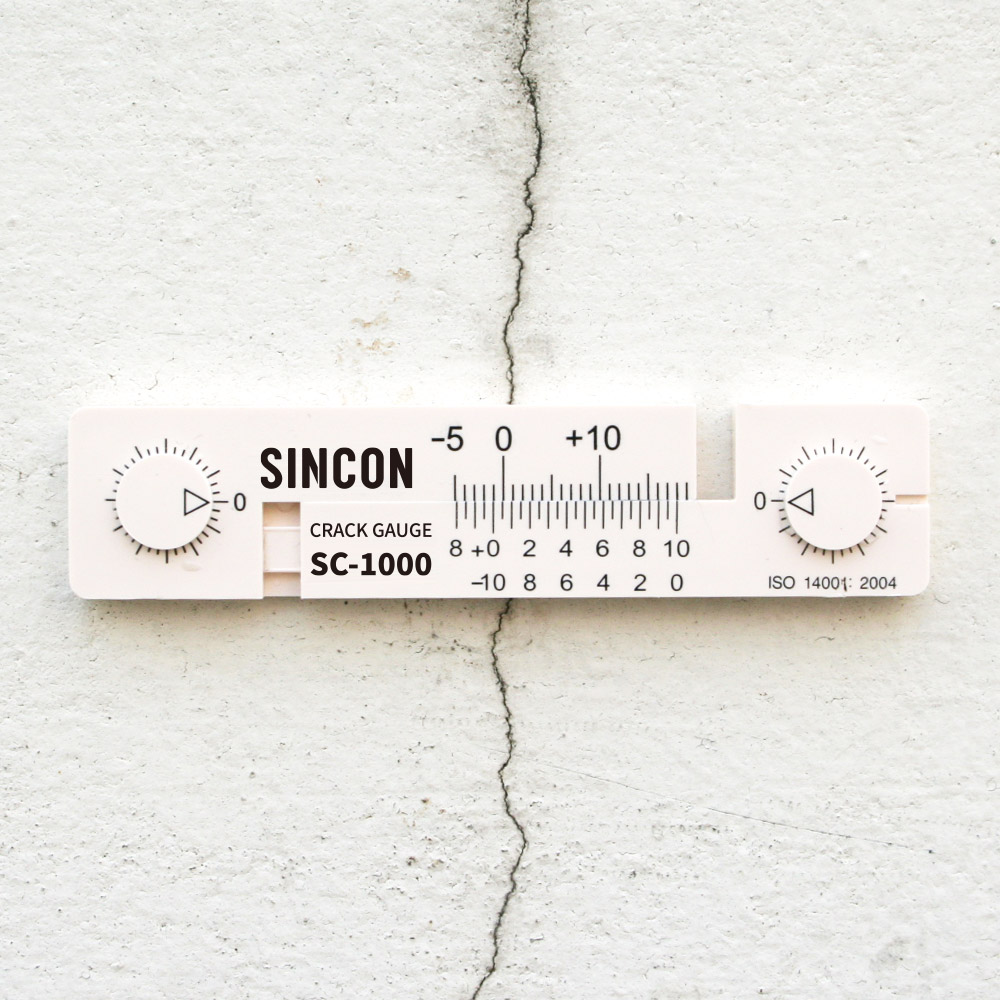 -5 0 +10
SINCON
0
0
CRACK GAUGE
SC-1000
8 +0 2 4 6 8 10
-10 8 6 4 2 0
ISO 14001: 2004